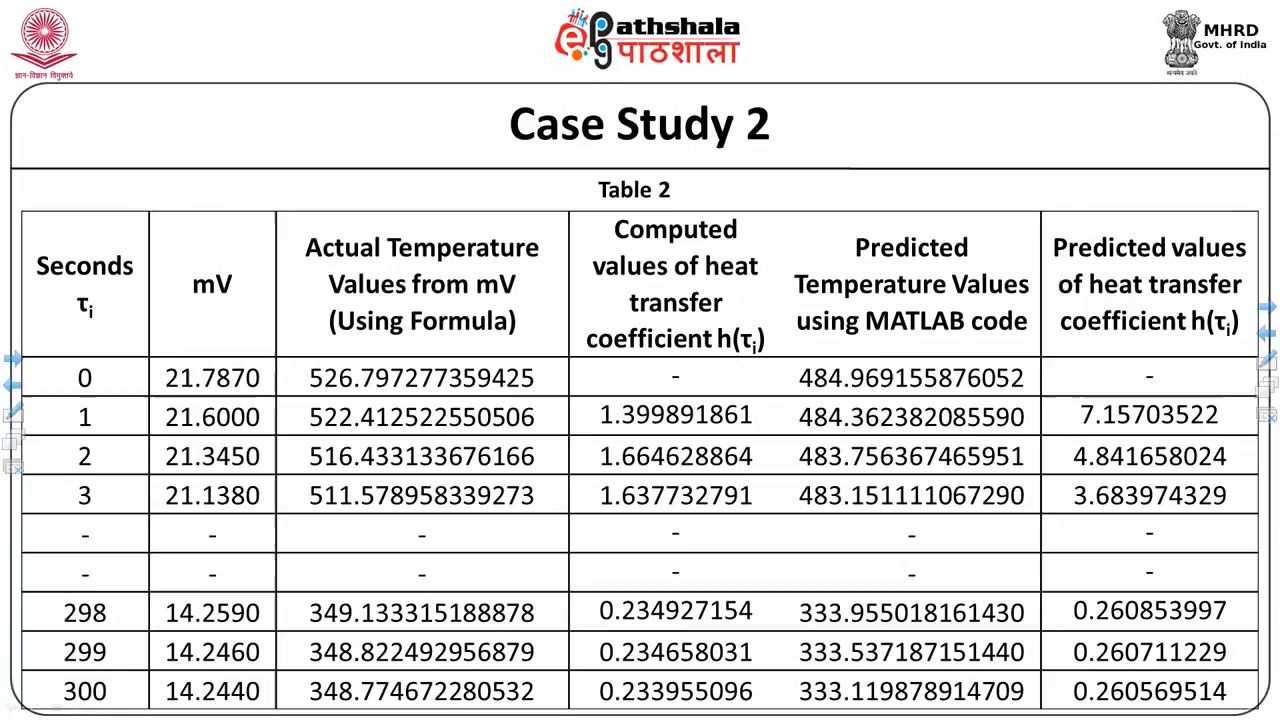 ज्ञान-विज्ञान विमुक्तये
ePathshala
पाठशाला
MHRD
Govt. of India
सत्यमेव जयते
Case Study 2
Table 2
Seconds τi | mV | Actual Temperature Values from mV (Using Formula) | Computed values of heat transfer coefficient h(τi) | Predicted Temperature Values using MATLAB code | Predicted values of heat transfer coefficient h(τi)
0 | 21.7870 | 526.797277359425 | - | 484.969155876052 | -
1 | 21.6000 | 522.412522550506 | 1.399891861 | 484.362382085590 | 7.15703522
2 | 21.3450 | 516.433133676166 | 1.664628864 | 483.756367465951 | 4.841658024
3 | 21.1380 | 511.578958339273 | 1.637732791 | 483.151111067290 | 3.683974329
- | - | - | - | - | -
- | - | - | - | - | -
298 | 14.2590 | 349.133315188878 | 0.234927154 | 333.955018161430 | 0.260853997
299 | 14.2460 | 348.822492956879 | 0.234658031 | 333.537187151440 | 0.260711229
300 | 14.2440 | 348.774672280532 | 0.233955096 | 333.119878914709 | 0.260569514